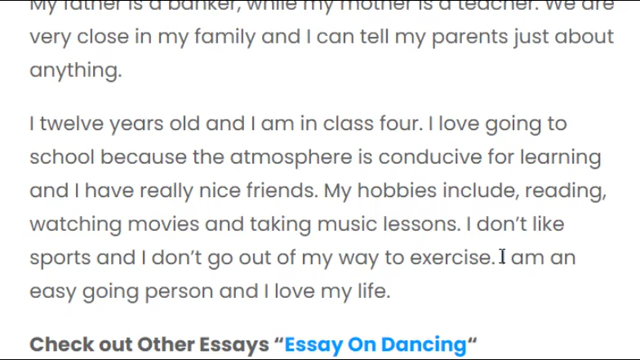 My father is a banker, while my mother is a teacher. We are
very close in my family and I can tell my parents just about
anything.
I twelve years old and I am in class four. I love going to
school because the atmosphere is conducive for learning
and I have really nice friends. My hobbies include, reading,
watching movies and taking music lessons. I don't like
sports and I don't go out of my way to exercise. I am an
easy going person and I love my life.
Check out Other Essays “Essay On Dancing“